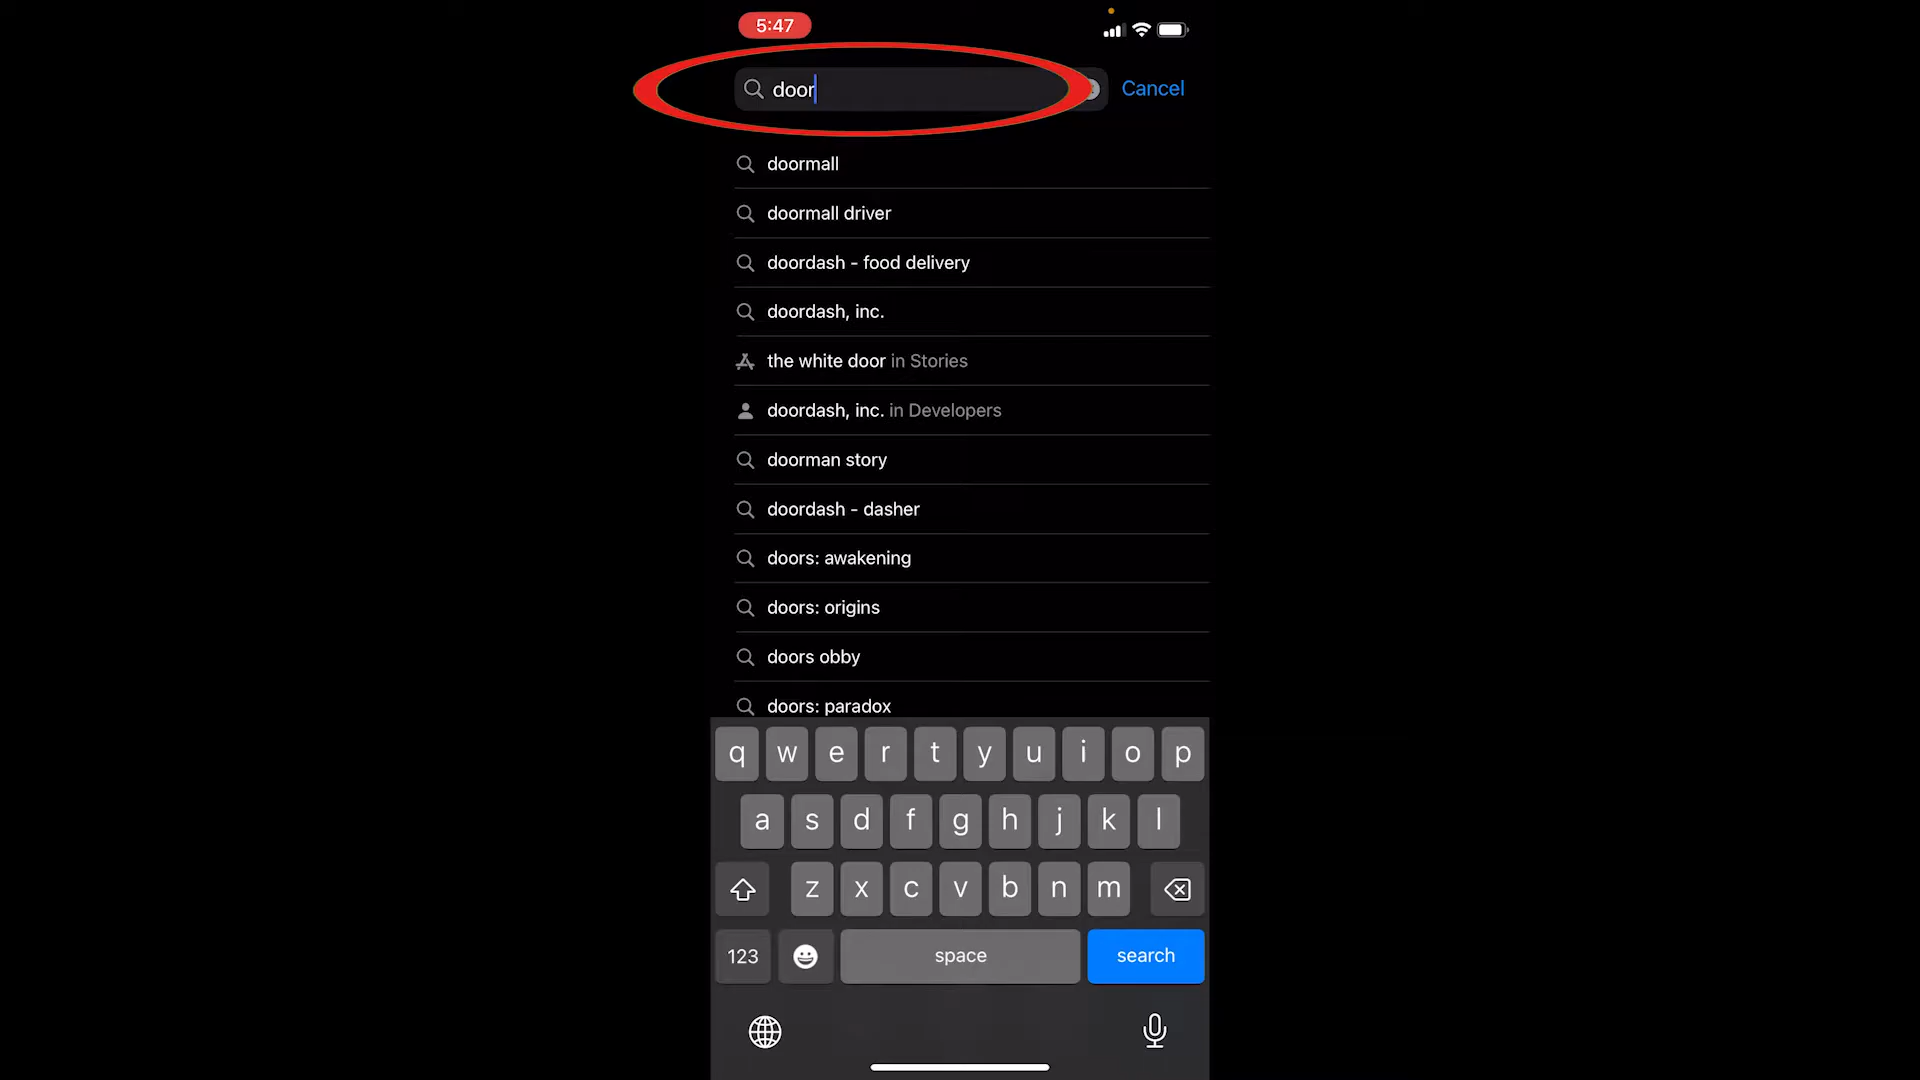 5:47
door
Cancel
doormall
doormall driver
doordash - food delivery
doordash, inc.
the white door in Stories
doordash, inc. in Developers
doorman story
doordash - dasher
doors: awakening
doors: origins
doors obby
doors: paradox
q w e r t y u i o p
a s d f g h j k l
z x c v b n m
123 space search